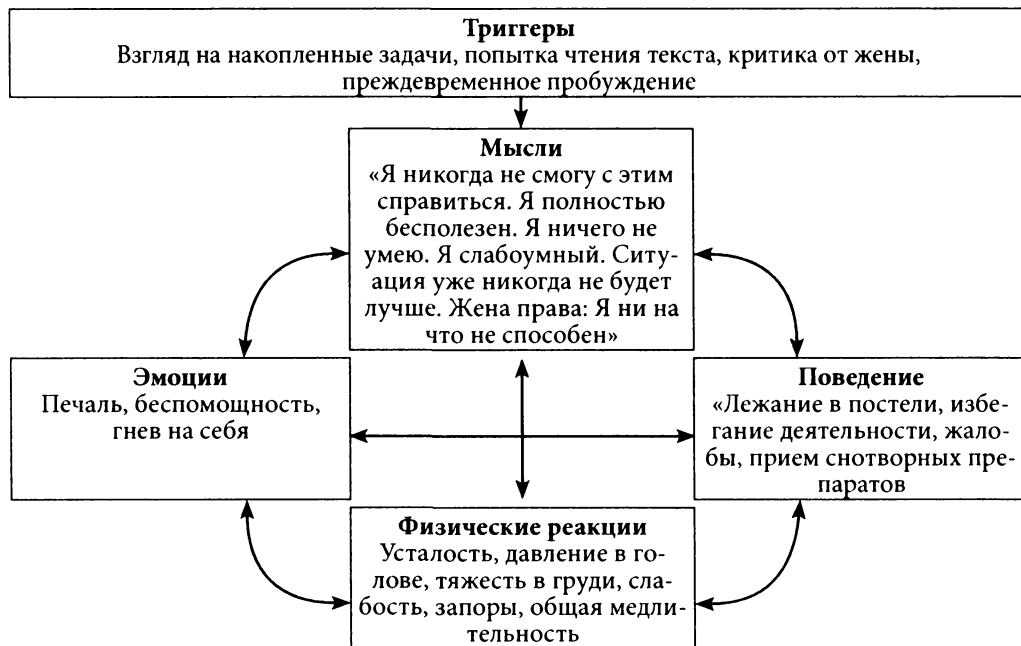 Триггеры
Взгляд на накопленные задачи, попытка чтения текста, критика от жены,
преждевременное пробуждение
Мысли
«Я никогда не смогу с этим
справиться. Я полностью
бесполезен. Я ничего не
умею. Я слабоумный. Ситу-
ация уже никогда не будет
лучше. Жена права: Я ни на
что не способен»
Эмоции
Печаль, беспомощность,
гнев на себя
Поведение
«Лежание в постели, избе-
гание деятельности, жало-
бы, прием снотворных пре-
паратов
Физические реакции
Усталость, давление в го-
лове, тяжесть в груди, сла-
бость, запоры, общая медли-
тельность